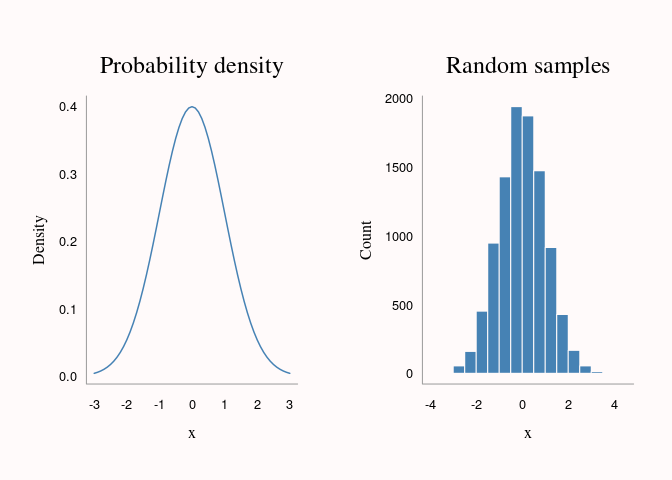 Probability density
0.4
0.3
0.2
0.1
0.0
Density
-3 -2 -1 0 1 2 3
x
Random samples
2000
1500
1000
500
0
Count
-4 -2 0 2 4
x